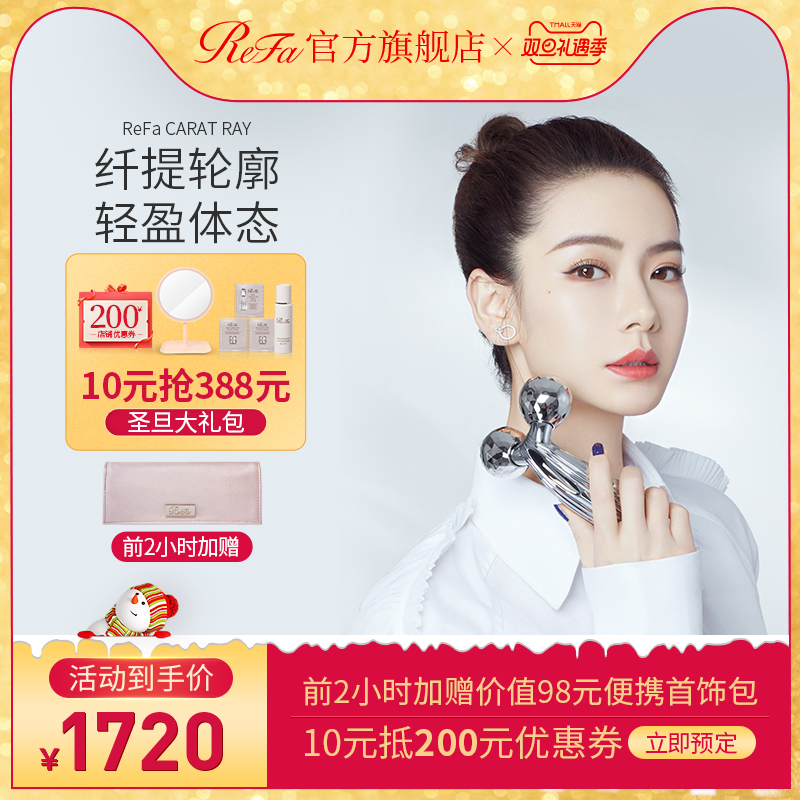 ReFa官方旗舰店×
TMALL天猫
双旦礼遇季
ReFa CARAT RAY
纤提轮廓
轻盈体态
200¥
店铺优惠券
10元抢388元
圣旦大礼包
ReFa
前2小时加赠
活动到手价
¥1720
前2小时加赠价值98元便携首饰包
10元抵200元优惠券
立即预定